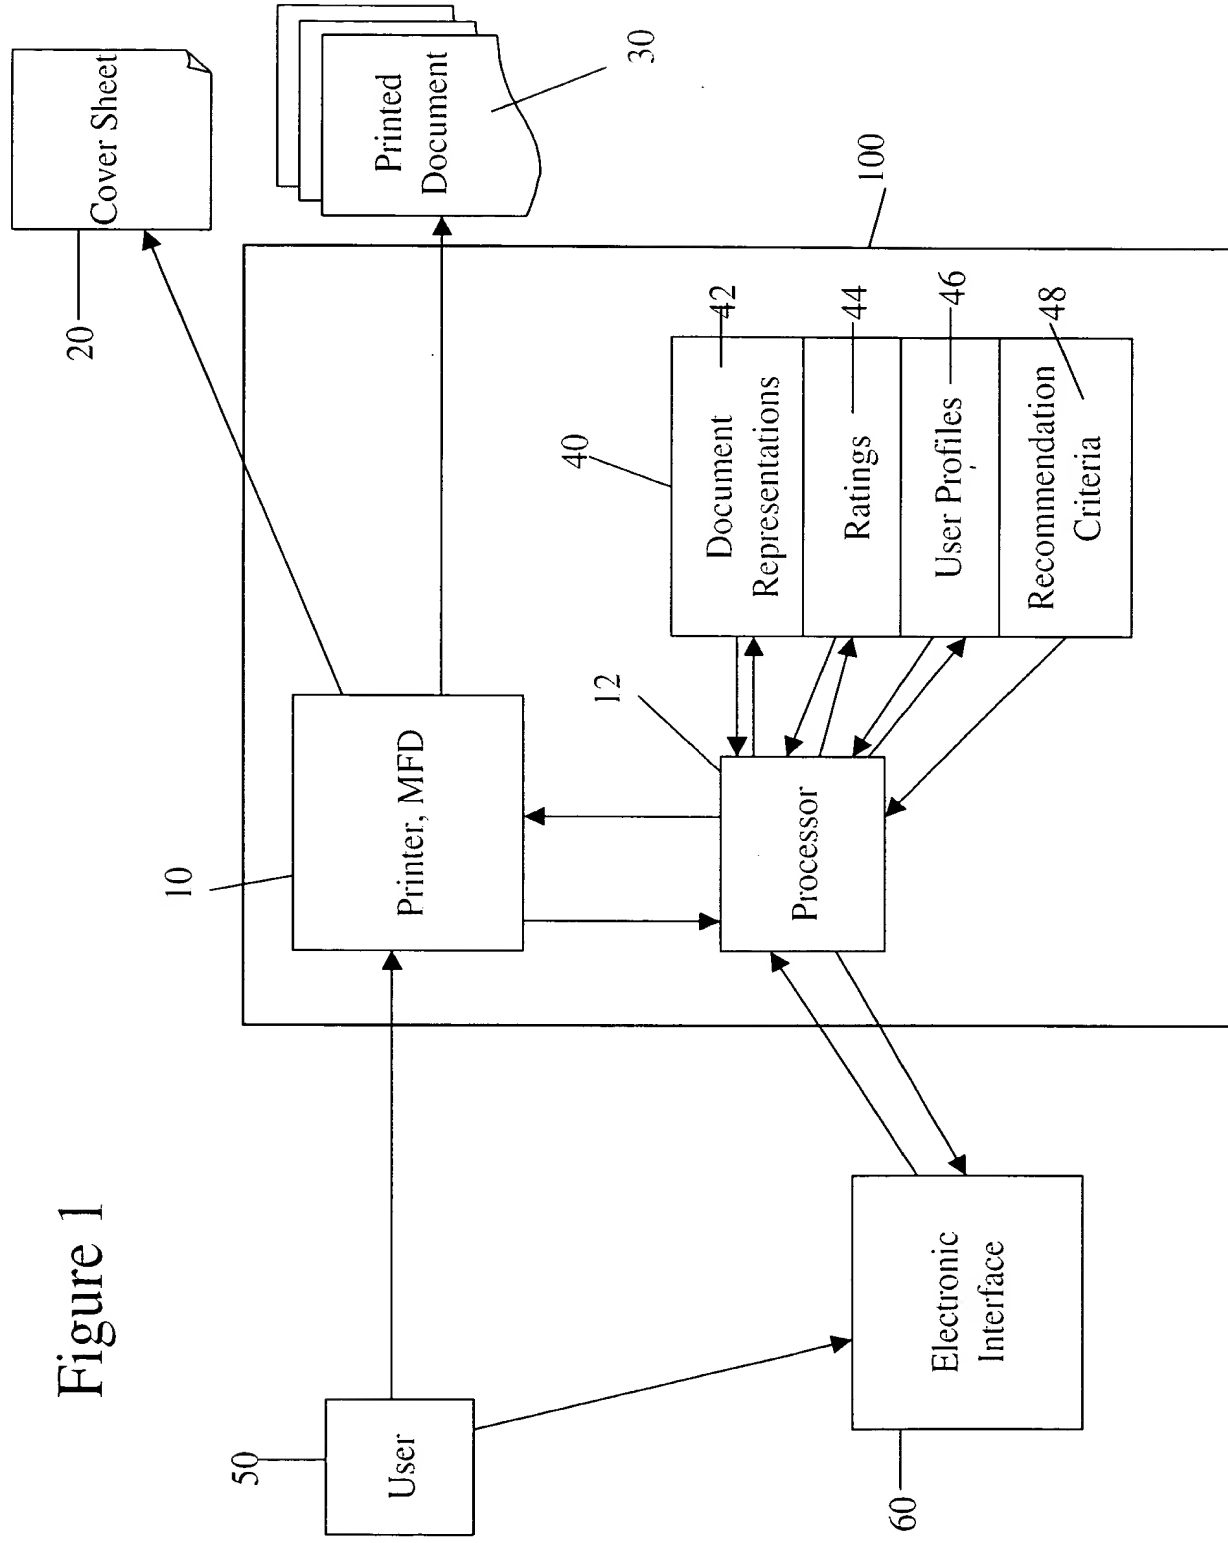 Figure 1
20
Cover Sheet
Printed
Document
30
10
Printer, MFD
100
50
User
12
Processor
40
Document
Representations
42
Ratings
44
User Profiles
46
Recommendation
Criteria
48
Electronic
Interface
60